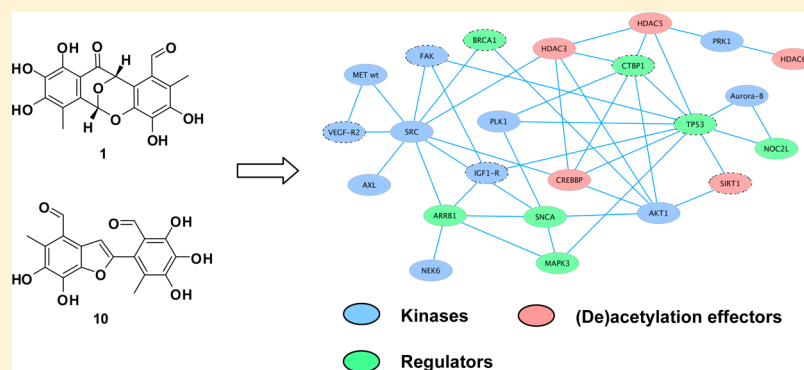 OH
O
O
H
OH
HO
HO
O
O
H
OH
OH
1
O
O
OH
HO
OH
HO
O
OH
10
HDAC5
BRCA1
HDAC3
PRK1
FAK
CTBP1
HDAC6
MET wt
Aurora-B
PLK1
TP53
VEGF-R2
SRC
NOC2L
IGF1-R
CREBBP
SIRT1
AXL
ARRB1
SNCA
AKT1
MAPK3
NEK6
Kinases
(De)acetylation effectors
Regulators